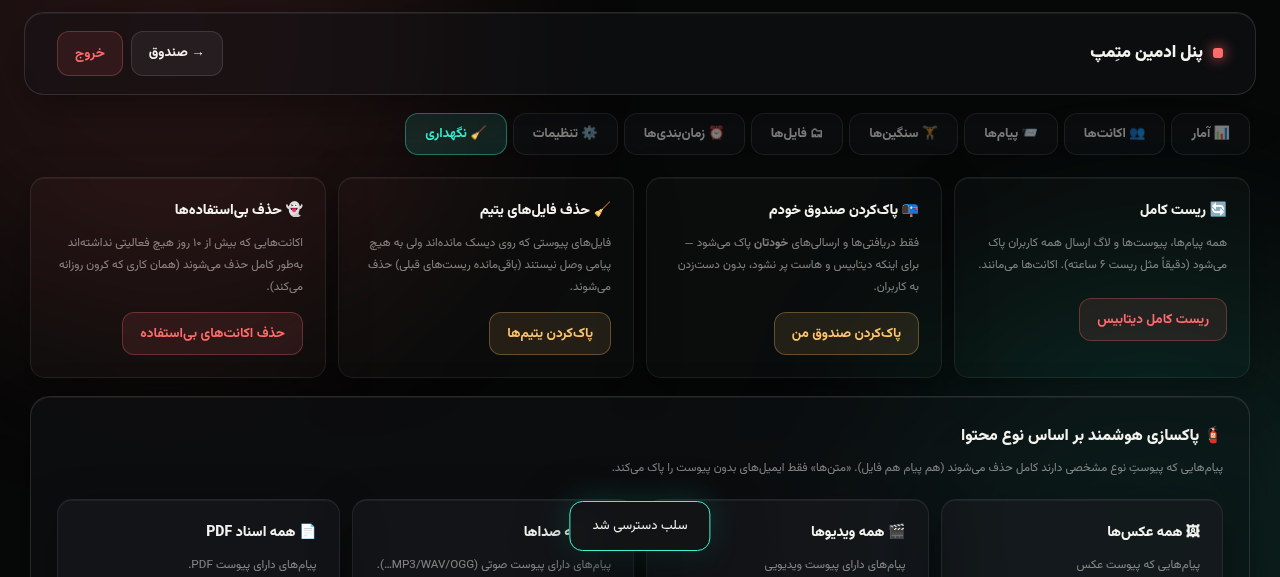 پنل ادمین متِمپ
→ صندوق
خروج
📊 آمار
👥 اکانت‌ها
📨 پیام‌ها
🏋 سنگین‌ها
🗂 فایل‌ها
⏰ زمان‌بندی‌ها
⚙️ تنظیمات
🧹 نگهداری
🔄 ریست کامل
همه پیام‌ها، پیوست‌ها و لاگ ارسال همه کاربران پاک
می‌شود (دقیقاً مثل ریست ۶ ساعته). اکانت‌ها می‌مانند.
ریست کامل دیتابیس
📭 پاک‌کردن صندوق خودم
فقط دریافتی‌ها و ارسالی‌های خودتان پاک می‌شود —
برای اینکه دیتابیس و هاست پر نشود، بدون دست‌زدن
به کاربران.
پاک‌کردن صندوق من
🧹 حذف فایل‌های یتیم
فایل‌های پیوستی که روی دیسک مانده‌اند ولی به هیچ
پیامی وصل نیستند (باقی‌مانده ریست‌های قبلی) حذف
می‌شوند.
پاک‌کردن یتیم‌ها
👻 حذف بی‌استفاده‌ها
اکانت‌هایی که بیش از ۱۰ روز هیچ فعالیتی نداشته‌اند
به‌طور کامل حذف می‌شوند (همان کاری که کرون روزانه
می‌کند).
حذف اکانت‌های بی‌استفاده
🧯 پاکسازی هوشمند بر اساس نوع محتوا
پیام‌هایی که پیوستِ نوع مشخصی دارند کامل حذف می‌شوند (هم پیام هم فایل). «متن‌ها» فقط ایمیل‌های بدون پیوست را پاک می‌کند.
🖼 همه عکس‌ها
پیام‌هایی که پیوست عکس
🎬 همه ویدیوها
پیام‌های دارای پیوست ویدیویی
صداها
پیام‌های دارای پیوست صوتی (MP3/WAV/OGG…).
📄 همه اسناد PDF
پیام‌های دارای پیوست PDF.
سلب دسترسی شد